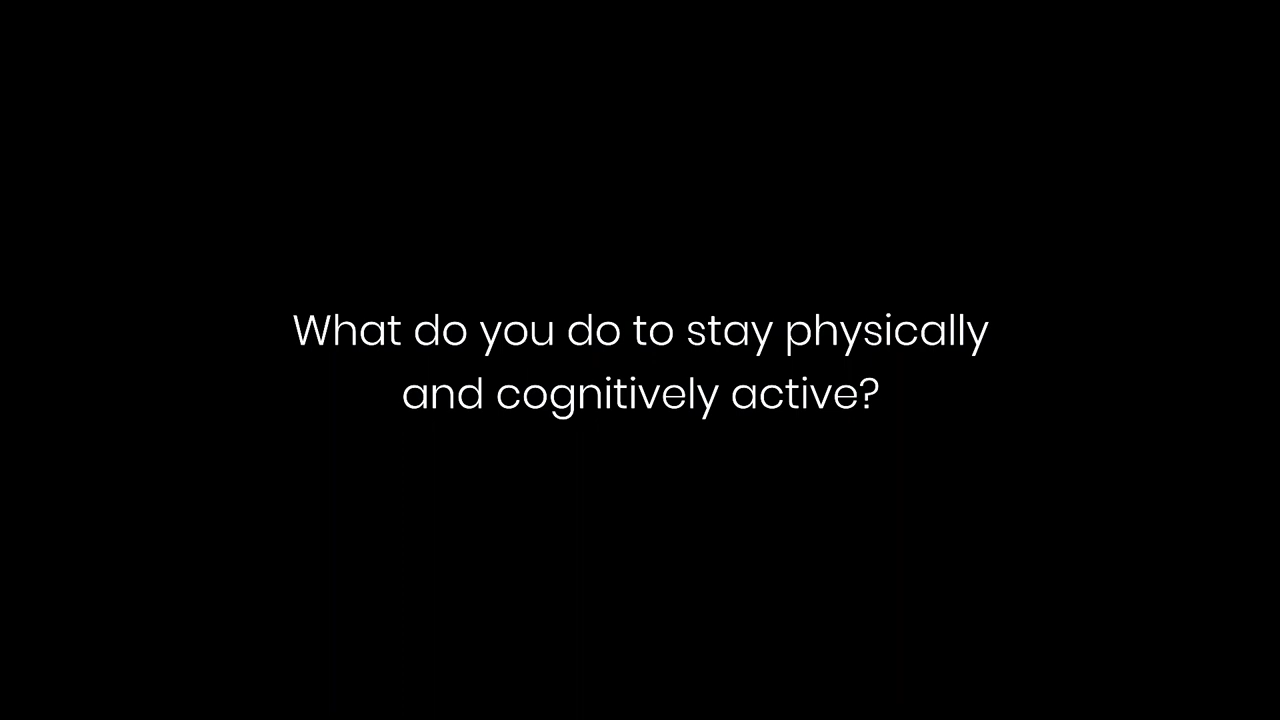 What do you do to stay physically
and cognitively active?